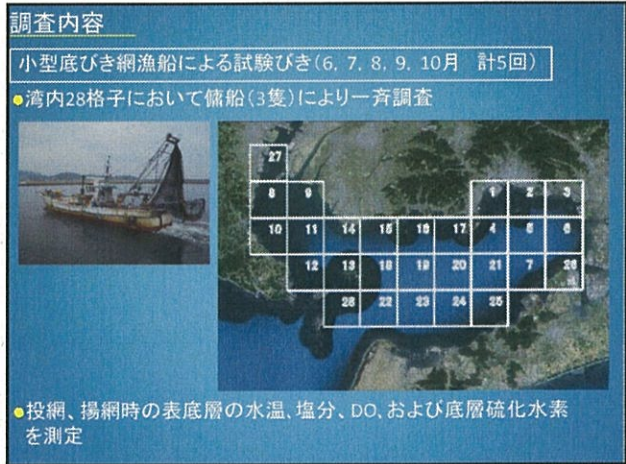 調査内容
小型底びき網漁船による試験びき(6, 7, 8, 9, 10月　計5回)
●湾内28格子において傭船(3隻)により一斉調査
27
8 9 1 2 3
10 11 14 15 16 17 4 5 6
12 13 18 19 20 21 7 28
26 22 23 24 25
●投網、揚網時の表底層の水温、塩分、DO、および底層硫化水素
を測定